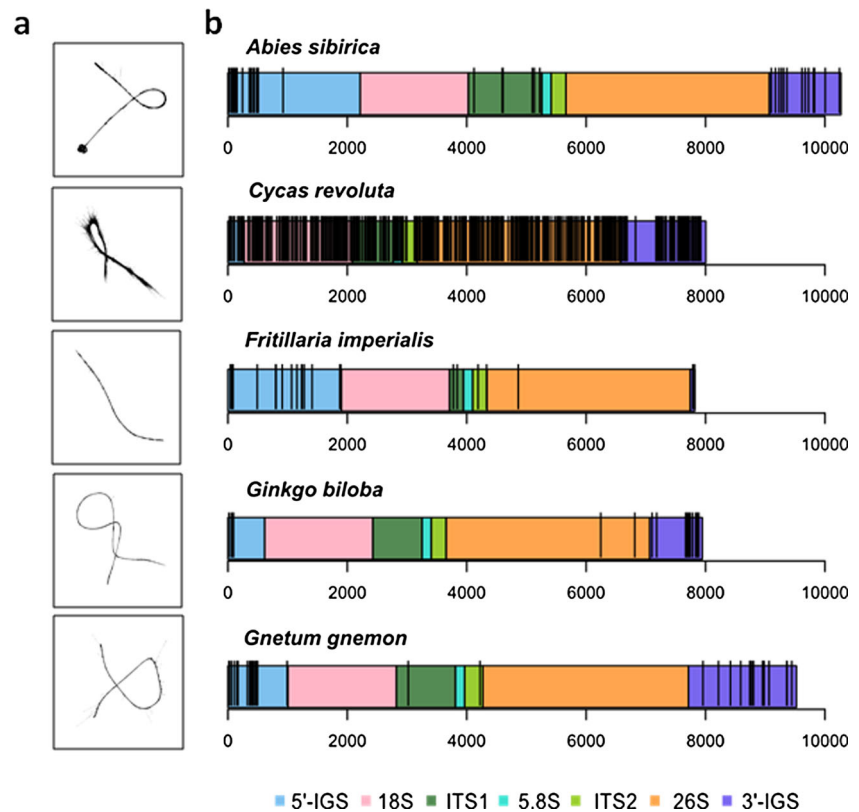 a
b
Abies sibirica
0 2000 4000 6000 8000 10000
Cycas revoluta
0 2000 4000 6000 8000 10000
Fritillaria imperialis
0 2000 4000 6000 8000 10000
Ginkgo biloba
0 2000 4000 6000 8000 10000
Gnetum gnemon
0 2000 4000 6000 8000 10000
5'-IGS 18S ITS1 5.8S ITS2 26S 3'-IGS